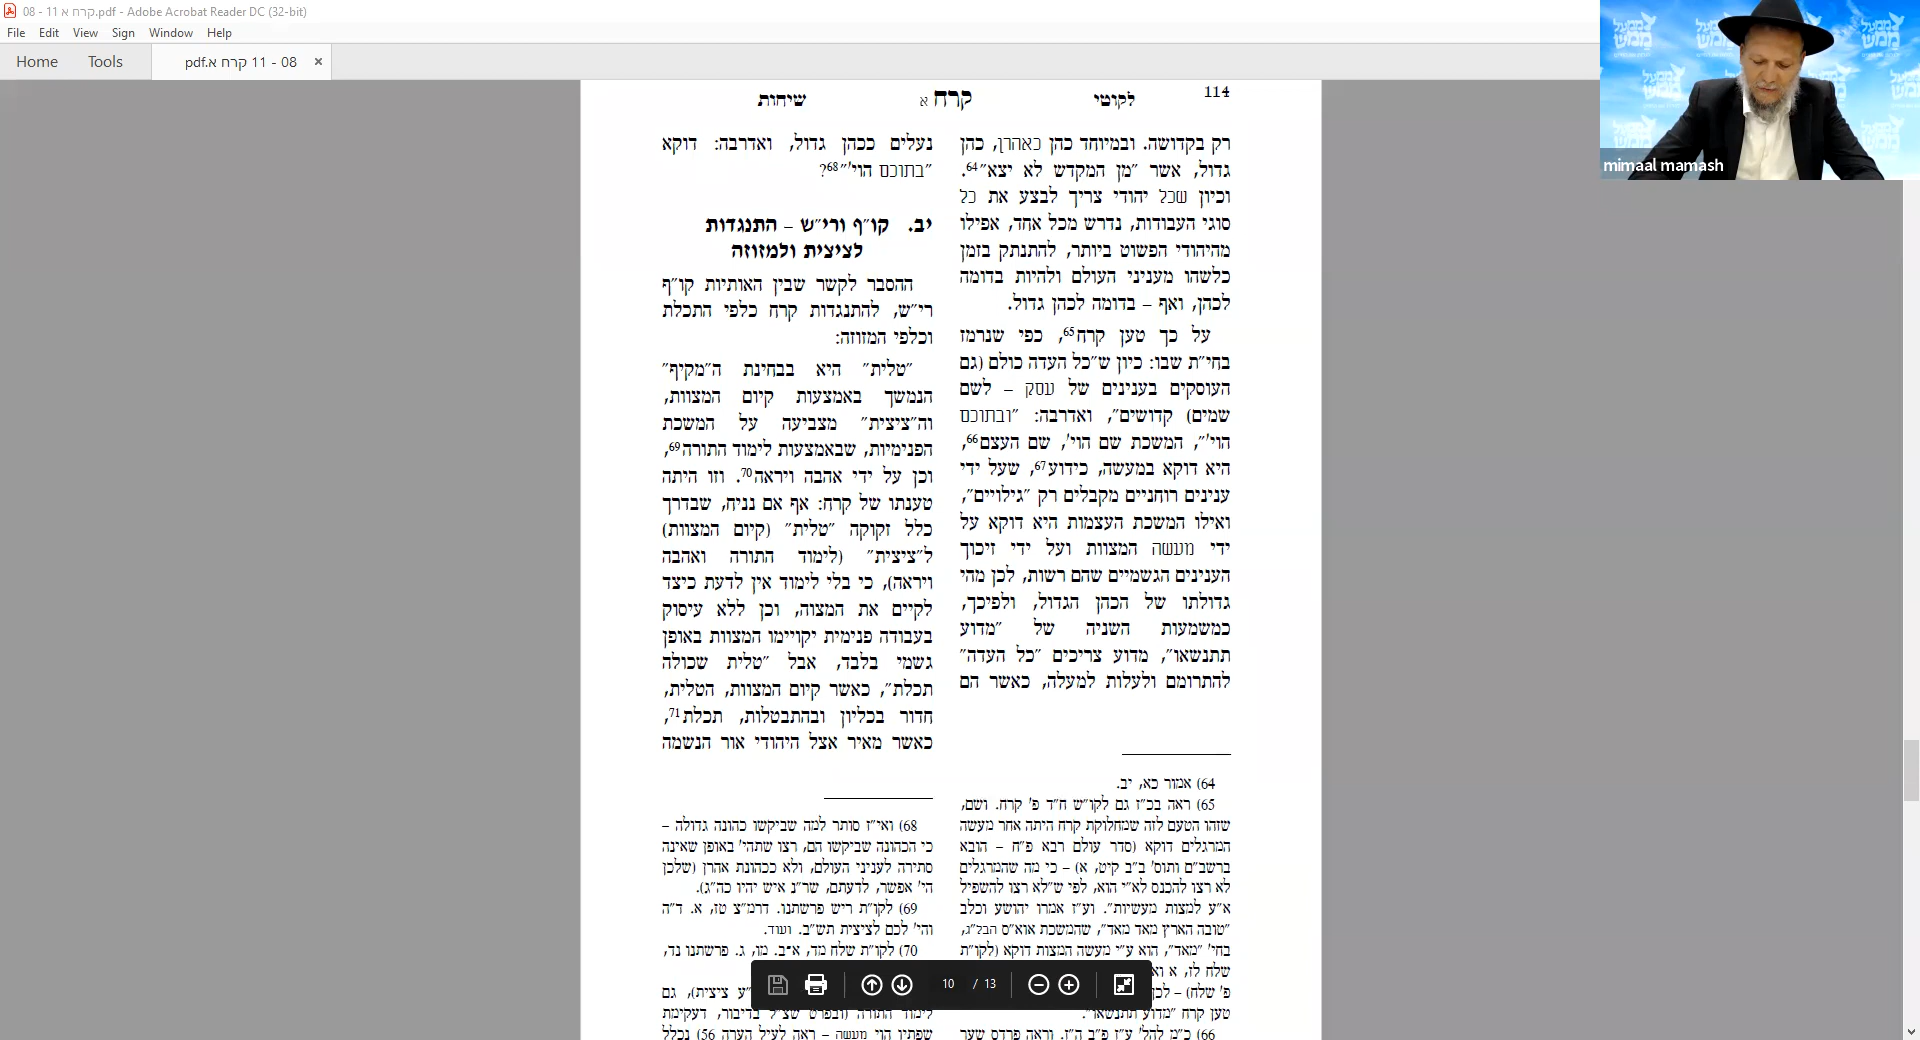 08 - 11 קרח א.pdf - Adobe Acrobat Reader DC (32-bit)
File Edit View Sign Window Help
Home Tools 08 - 11 קרח א.pdf ×
ממעל ממש
mimaal mamash
114
לקוטי קרח א שיחות
רק בקדושה. ובמיוחד כהן כאהרן, כהן
גדול, אשר ״מן המקדש לא יצא״64.
וכיון שכל יהודי צריך לבצע את כל
סוגי העבודות, נדרש מכל אחד, אפילו
מהיהודי הפשוט ביותר, להתנתק בזמן
כלשהו מעניני העולם ולהיות בדומה
לכהן, ואף – בדומה לכהן גדול.
על כך טען קרח65, כפי שנרמז
בחי״ת שבו: כיון ש״כל העדה כולם (גם
העוסקים בענינים של עסק – לשם
שמים) קדושים״, ואדרבה: ״ובתוכם
הוי׳״, המשכת שם הוי׳, שם העצם66,
היא דוקא במעשה, כידוע67, שעל ידי
ענינים רוחניים מקבלים רק ״גילויים״,
ואילו המשכת העצמות היא דוקא על
ידי מעשה המצוות ועל ידי זיכוך
הענינים הגשמיים שהם רשות, לכן מהי
גדולתו של הכהן הגדול, ולפיכך,
כמשמעות השניה של ״מדוע
תתנשאו״, מדוע צריכים ״כל העדה״
להתרומם ולעלות למעלה, כאשר הם
64) אמור כא, יב.
65) ראה בכ״ז גם לקו״ש ח״ד פ׳ קרח. ושם,
שזהו הטעם לזה שמחלוקת קרח היתה אחר מעשה
המרגלים דוקא (סדר עולם רבא פ״ח – הובא
ברשב״ם ותוס׳ ב״ב קיט, א) – כי מה שהמרגלים
לא רצו להכנס לא״י הוא, לפי ש״לא רצו להשפיל
א״ע למצות מעשיות״. וע״ז אמרו יהושע וכלב
״טובה הארץ מאד מאד״, שהמשכת אוא״ס הבל״ג,
בחי׳ ״מאד״, הוא ע״י מעשה המצות דוקא (לקו״ת
שלח לז, א וא
פ׳ שלח) – לכן
טען קרח ״מדוע תתנשאו״.
66) כ״מ להל׳ ע״ז פ״ב ה״ז. וראה פרדס שער
נעלים ככהן גדול, ואדרבה: דוקא
״בתוכם הוי׳״68?
יב. קו״ף ורי״ש – התנגדות
לציצית ולמזוזה
ההסבר לקשר שבין האותיות קו״ף
רי״ש, להתנגדות קרח כלפי התכלת
וכלפי המזוזה:
״טלית״ היא בבחינת ה״מקיף״
הנמשך באמצעות קיום המצוות,
וה״ציצית״ מצביעה על המשכת
הפנימיות, שבאמצעות לימוד התורה69,
וכן על ידי אהבה ויראה70. וזו היתה
טענתו של קרח: אף אם נניח, שבדרך
כלל זקוקה ״טלית״ (קיום המצוות)
ל״ציצית״ (לימוד התורה ואהבה
ויראה), כי בלי לימוד אין לדעת כיצד
לקיים את המצוה, וכן ללא עיסוק
בעבודה פנימית יקויימו המצוות באופן
גשמי בלבד, אבל ״טלית שכולה
תכלת״, כאשר קיום המצוות, הטלית,
חדור בכליון ובהתבטלות, תכלת71,
כאשר מאיר אצל היהודי אור הנשמה
68) ואי״ז סותר למה שביקשו כהונה גדולה –
כי הכהונה שביקשו הם, רצו שתהי׳ באופן שאינה
סתירה לעניני העולם, ולא ככהונת אהרן (שלכן
הי׳ אפשר, לדעתם, שר״נ איש יהיו כה״ג).
69) לקו״ת ריש פרשתנו. דרמ״צ טז, א. ד״ה
והי׳ לכם לציצית תש״ב. ועוד.
70) לקו״ת שלח מד, א־ב. מו, ג. פרשתנו נד,
״ע ציצית), גם
לימוד התורה (ובפרט שצ״ל בדיבור, דעקימת
שפתיו הוי מעשה – ראה לעיל הערה 56) נכלל
10 / 13